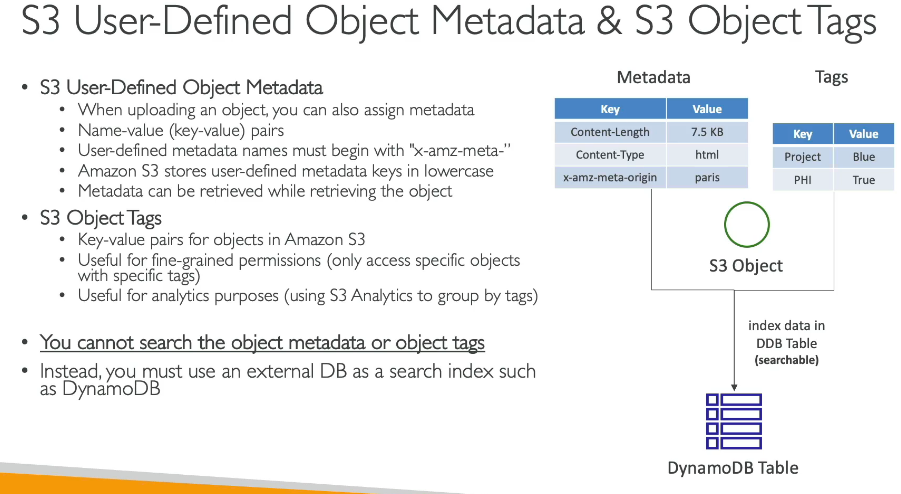 S3 User-Defined Object Metadata & S3 Object Tags
• S3 User-Defined Object Metadata
• When uploading an object, you can also assign metadata
• Name-value (key-value) pairs
• User-defined metadata names must begin with "x-amz-meta-”
• Amazon S3 stores user-defined metadata keys in lowercase
• Metadata can be retrieved while retrieving the object
• S3 Object Tags
• Key-value pairs for objects in Amazon S3
• Useful for fine-grained permissions (only access specific objects
with specific tags)
• Useful for analytics purposes (using S3 Analytics to group by tags)
• You cannot search the object metadata or object tags
• Instead, you must use an external DB as a search index such
as DynamoDB
Metadata
Key Value
Content-Length 7.5 KB
Content-Type html
x-amz-meta-origin paris
Tags
Key Value
Project Blue
PHI True
S3 Object
index data in
DDB Table
(searchable)
DynamoDB Table